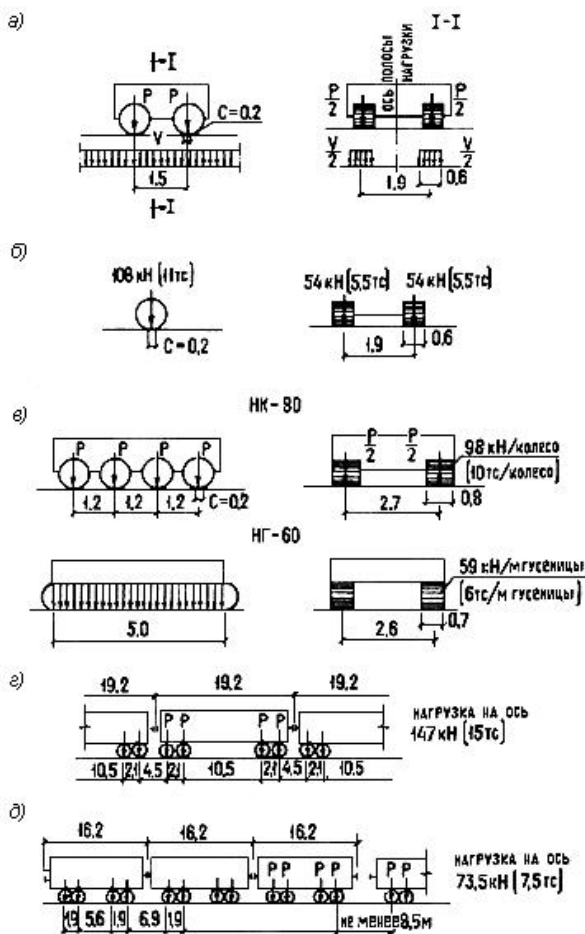 а)
I-I
I
P P
C=0.2
V
1.5
I
ОСЬ ПОЛОСЫ НАГРУЗКИ
P/2 P/2
V/2 V/2
1.9
0,6
б)
108 кН (11тс)
C=0,2
54 кН (5,5тс) 54 кН (5,5тс)
1.9
0,6
в)
НК-80
P P P P
1,2 1,2 1,2
C=0,2
P/2 P/2
98 кН/колесо
(10тс/колесо)
2.7
0,8
НГ-60
5.0
59 кН/м гусеницы
(6тс/м гусеницы)
2,6
0,7
г)
19.2 19.2 19.2
P P P P
10,5 2,1 4.5 2,1 10.5 2,1 4.5 2,1 10.5
НАГРУЗКА НА ОСЬ
147 кН (15тс)
д)
16,2 16,2 16.2
P P P P P P
1,9 5,6 1,9 6,9 1,9
не менее 8,5м
НАГРУЗКА НА ОСЬ
73,5 кН (7,5тс)